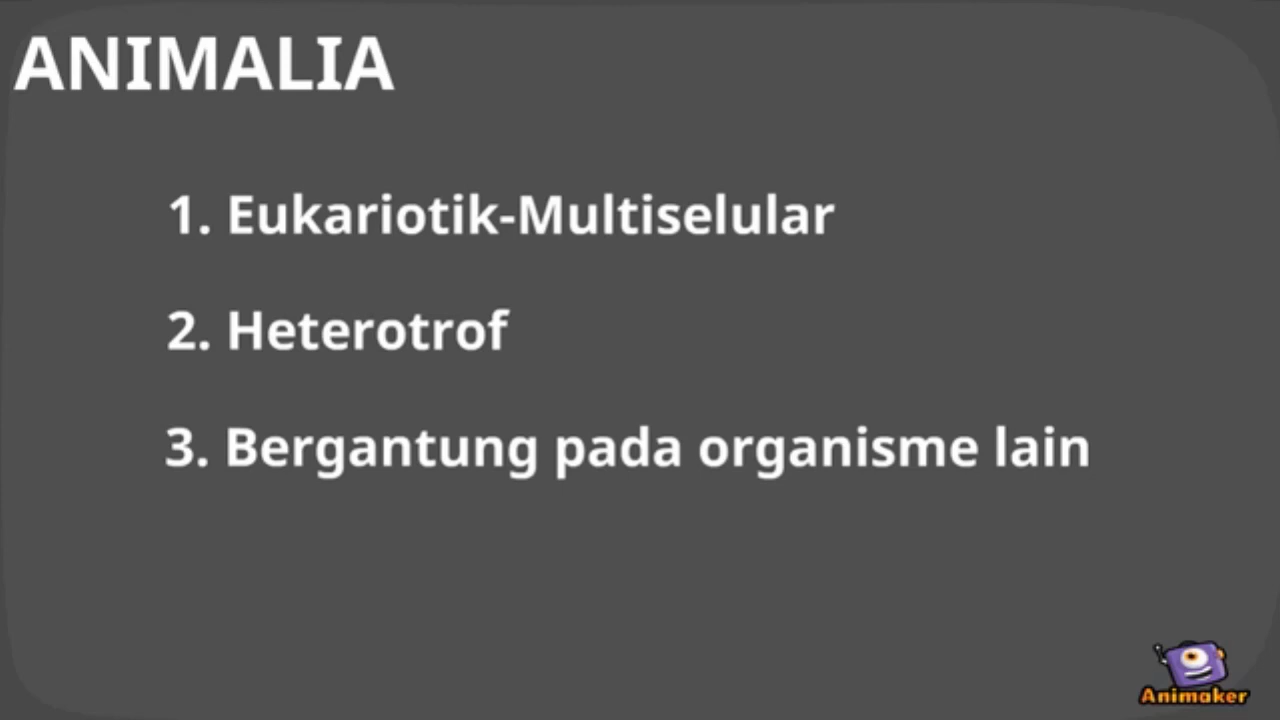 ANIMALIA
1. Eukariotik-Multiselular
2. Heterotrof
3. Bergantung pada organisme lain
Animaker